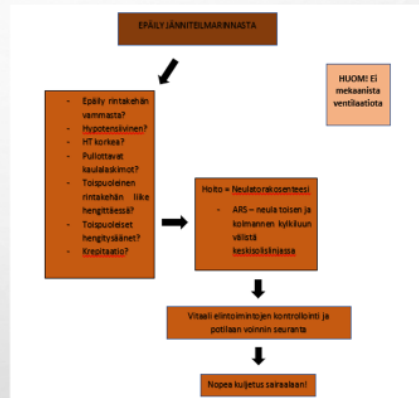 EPÄILY JÄNNITEILMARINNASTA
HUOM! Ei
mekaanista
ventilaatiota
- Epäily rintakehän
vammasta?
- Hypotensiivinen?
- HT korkea?
- Pullottavat
kaulalaskimot?
- Toispuoleinen
rintakehän liike
hengittäessä?
- Toispuoleiset
hengitysäänet?
- Krepitaatio?
Hoito = Neulatorakosenteesi
- ARS – neula toisen ja
kolmannen kylkiluun
välistä
keskisolislinjassa
Vitaali elintoimintojen kontrollointi ja
potilaan voinnin seuranta
Nopea kuljetus sairaalaan!